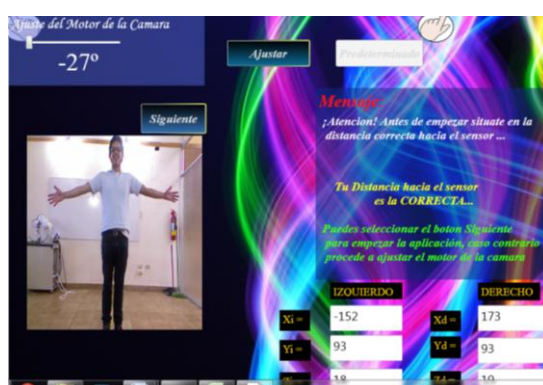 Ajuste del Motor de la Camara
-27º
Ajustar
Predeterminado
Siguiente
Mensaje:
¡Atencion! Antes de empezar situate en la
distancia correcta hacia el sensor ...
Tu Distancia hacia el sensor
es la CORRECTA...
Puedes seleccionar el boton Siguiente
para empezar la aplicación, caso contrario
procede a ajustar el motor de la camara
IZQUIERDO
DERECHO
Xi =
-152
Xd =
173
Yi =
93
Yd =
93
18
Zd =
19